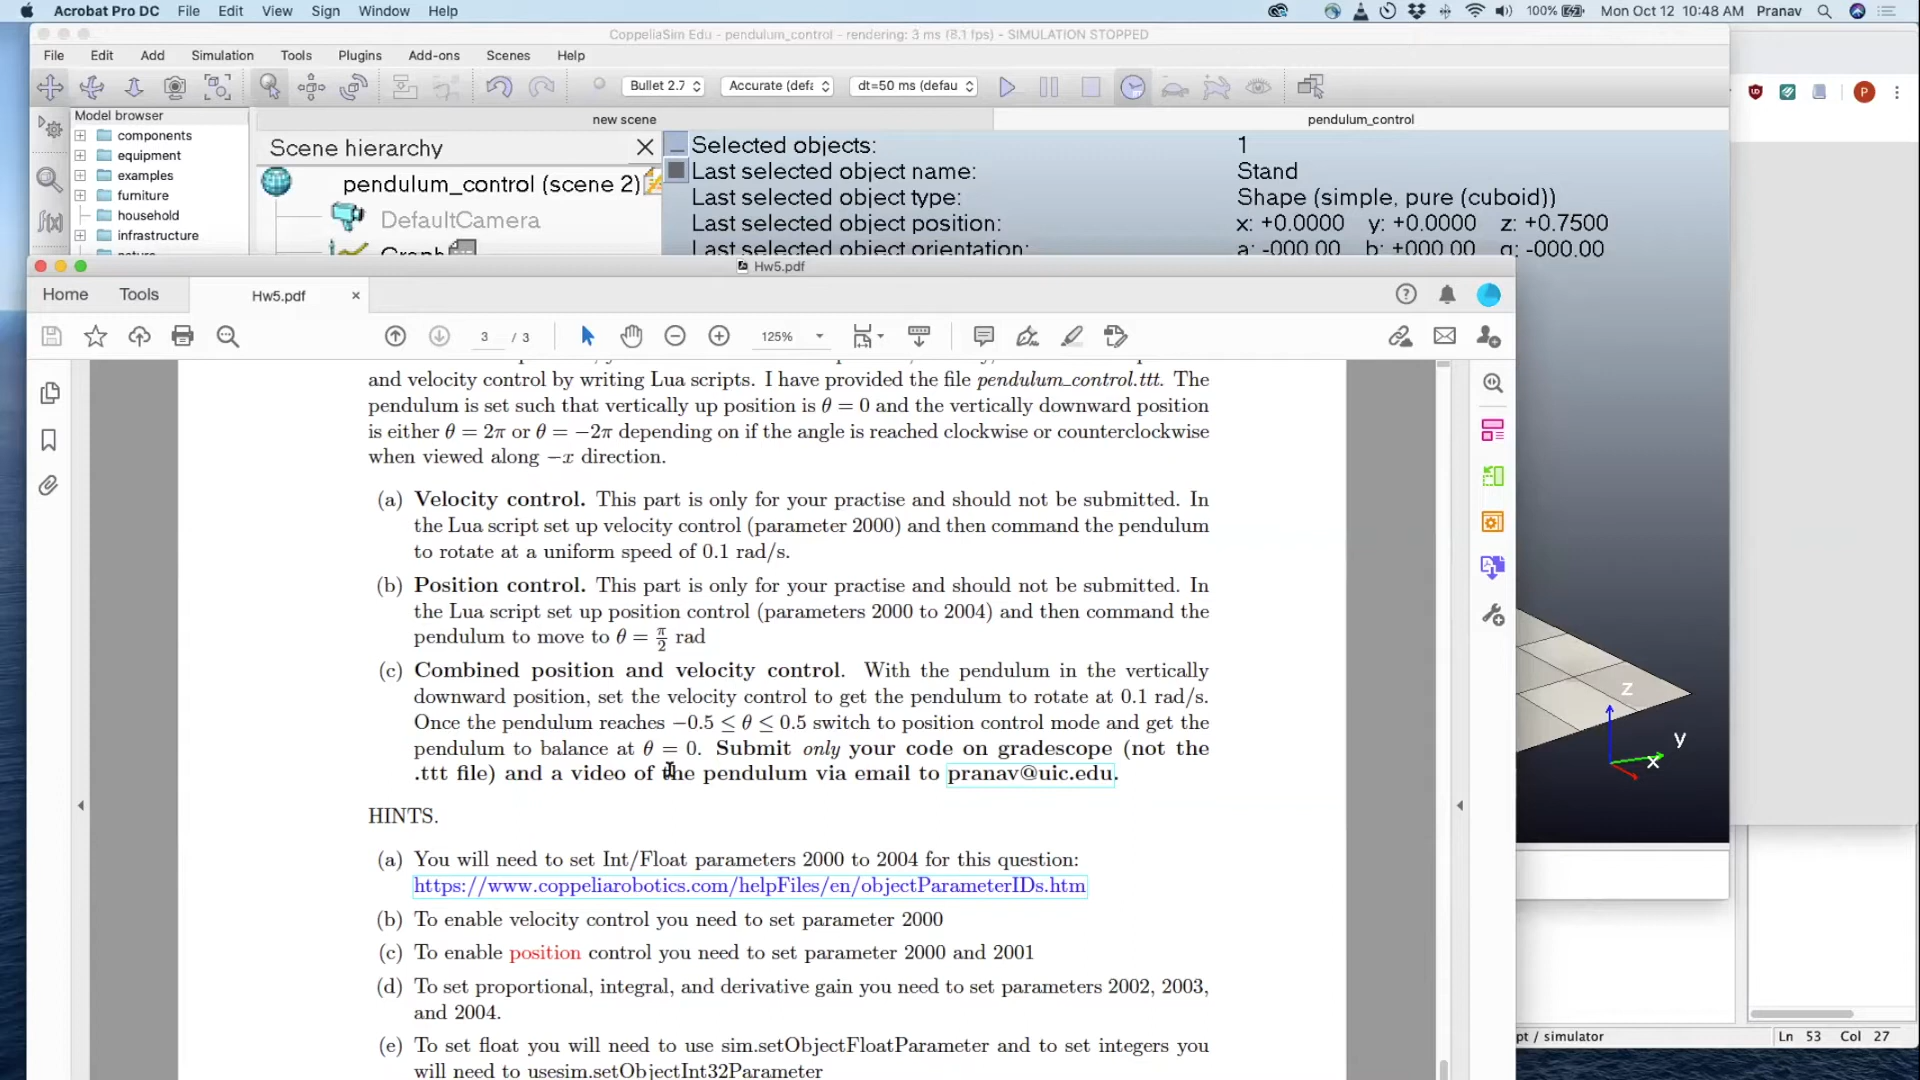 Acrobat Pro DC File Edit View Sign Window Help 100% Mon Oct 12 10:48 AM Pranav
CoppeliaSim Edu - pendulum_control - rendering: 3 ms (8.1 fps) - SIMULATION STOPPED
File Edit Add Simulation Tools Plugins Add-ons Scenes Help
Bullet 2.7 Accurate (defa dt=50 ms (defau
P
Model browser
components
equipment
examples
furniture
household
infrastructure
nature
new scene pendulum_control
Scene hierarchy
pendulum_control (scene 2)
DefaultCamera
Graph
Selected objects: 1
Last selected object name: Stand
Last selected object type: Shape (simple, pure (cuboid))
Last selected object position: x: +0.0000 y: +0.0000 z: +0.7500
Last selected object orientation: a: -000.00 b: +000.00 g: -000.00
Hw5.pdf
Home Tools Hw5.pdf
3 / 3 125%
and velocity control by writing Lua scripts. I have provided the file pendulum_control.ttt. The
pendulum is set such that vertically up position is θ = 0 and the vertically downward position
is either θ = 2π or θ = −2π depending on if the angle is reached clockwise or counterclockwise
when viewed along −x direction.
(a) Velocity control. This part is only for your practise and should not be submitted. In
the Lua script set up velocity control (parameter 2000) and then command the pendulum
to rotate at a uniform speed of 0.1 rad/s.
(b) Position control. This part is only for your practise and should not be submitted. In
the Lua script set up position control (parameters 2000 to 2004) and then command the
pendulum to move to θ = π/2 rad
(c) Combined position and velocity control. With the pendulum in the vertically
downward position, set the velocity control to get the pendulum to rotate at 0.1 rad/s.
Once the pendulum reaches −0.5 ≤ θ ≤ 0.5 switch to position control mode and get the
pendulum to balance at θ = 0. Submit only your code on gradescope (not the
.ttt file) and a video of the pendulum via email to pranav@uic.edu.
HINTS.
(a) You will need to set Int/Float parameters 2000 to 2004 for this question:
https://www.coppeliarobotics.com/helpFiles/en/objectParameterIDs.htm
(b) To enable velocity control you need to set parameter 2000
(c) To enable position control you need to set parameter 2000 and 2001
(d) To set proportional, integral, and derivative gain you need to set parameters 2002, 2003,
and 2004.
(e) To set float you will need to use sim.setObjectFloatParameter and to set integers you
will need to usesim.setObjectInt32Parameter
z
y
x
pt / simulator Ln 53 Col 27